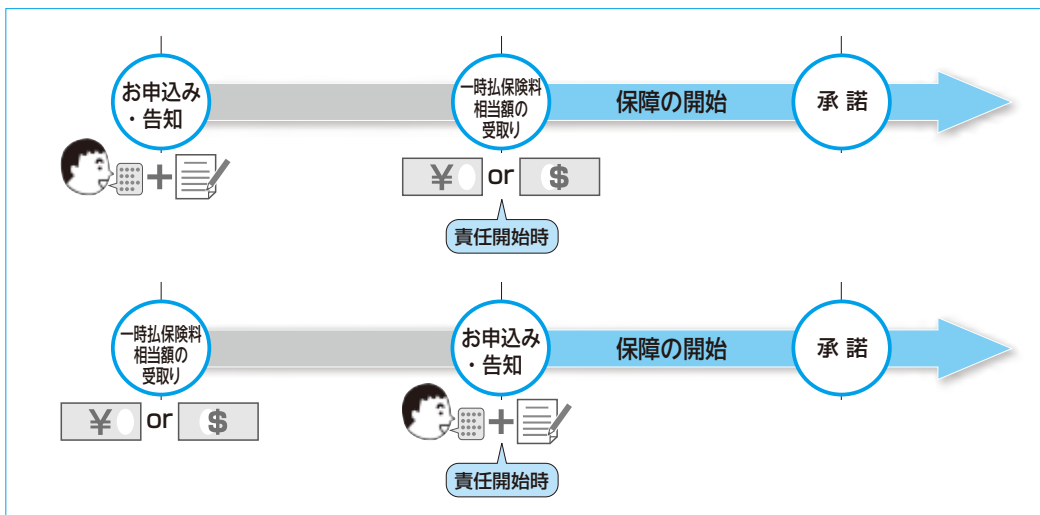 お申込み
・告知
一時払保険料
相当額の
受取り
保障の開始
承諾
¥ or $
責任開始時
一時払保険料
相当額の
受取り
お申込み
・告知
保障の開始
承諾
¥ or $
責任開始時